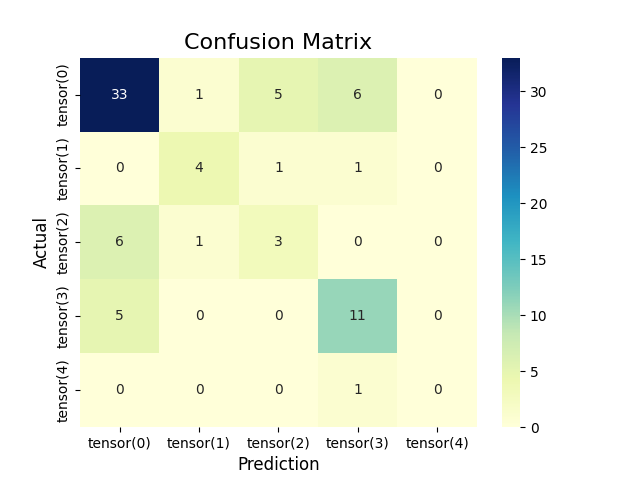 Confusion Matrix
tensor(0) 33 1 5 6 0
tensor(1) 0 4 1 1 0
tensor(2) 6 1 3 0 0
tensor(3) 5 0 0 11 0
tensor(4) 0 0 0 1 0
tensor(0) tensor(1) tensor(2) tensor(3) tensor(4)
Prediction
Actual
30
25
20
15
10
5
0